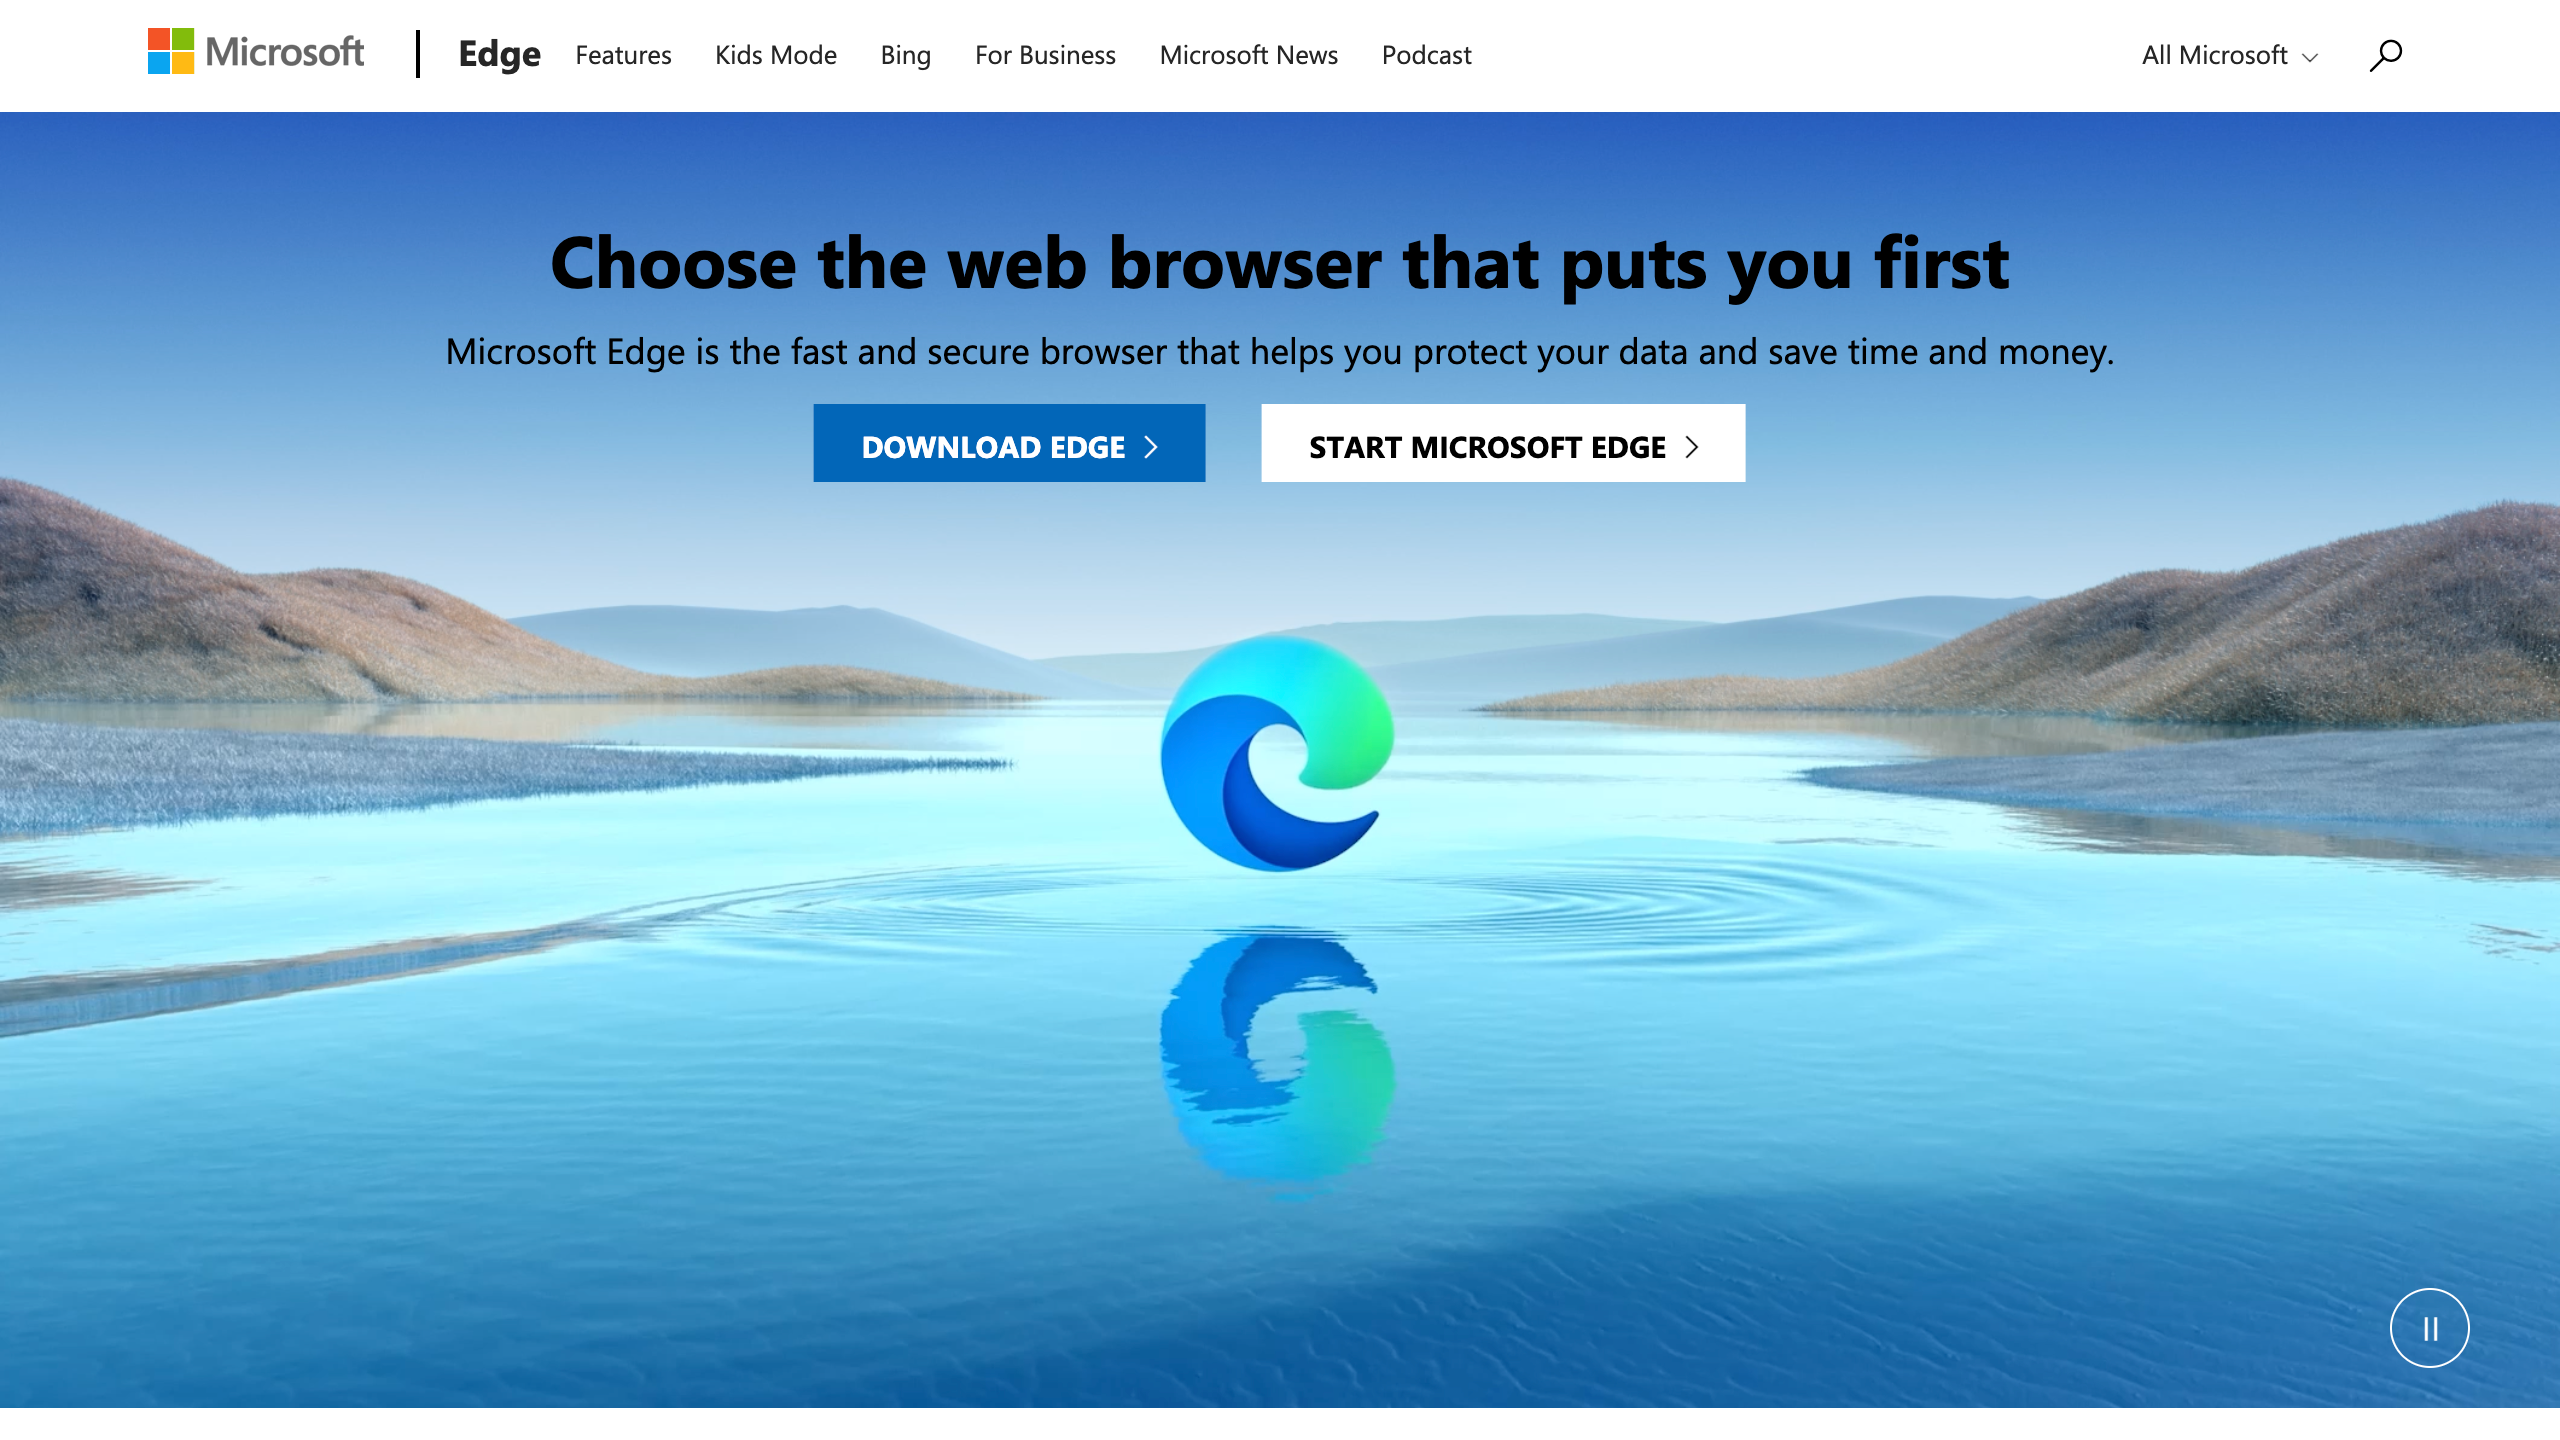 Microsoft
Edge Features Kids Mode Bing For Business Microsoft News Podcast
All Microsoft
Choose the web browser that puts you first
Microsoft Edge is the fast and secure browser that helps you protect your data and save time and money.
DOWNLOAD EDGE
START MICROSOFT EDGE